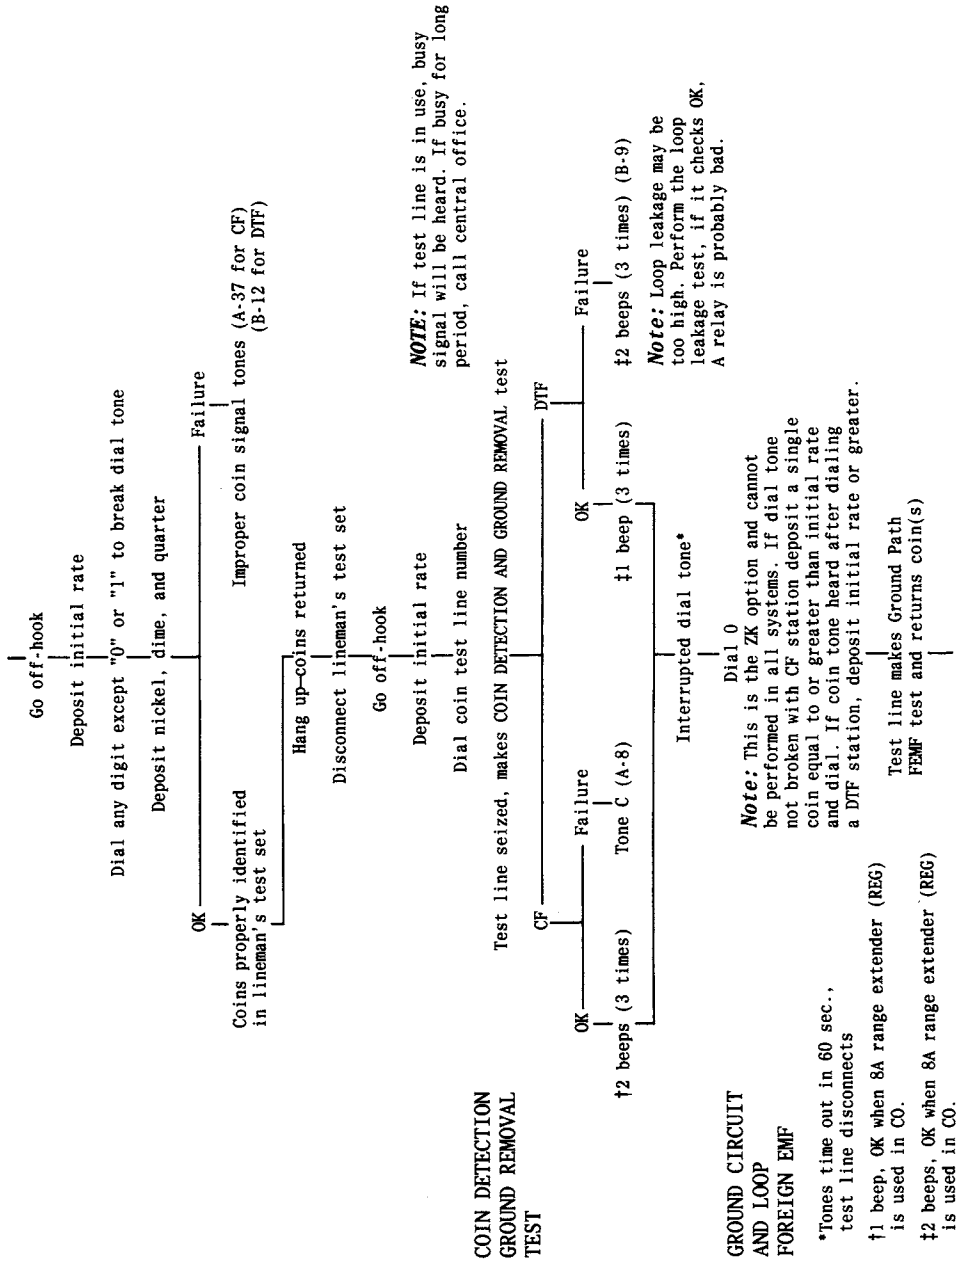 Go off-hook
Deposit initial rate
Dial any digit except "0" or "1" to break dial tone
Deposit nickel, dime, and quarter
OK
Failure
Coins properly identified
in lineman's test set
Improper coin signal tones (A-37 for CF)
(B-12 for DTF)
Hang up—coins returned
Disconnect lineman's test set
Go off-hook
Deposit initial rate
Dial coin test line number
NOTE: If test line is in use, busy
signal will be heard. If busy for long
period, call central office.
COIN DETECTION
GROUND REMOVAL
TEST
Test line seized, makes COIN DETECTION AND GROUND REMOVAL test
CF
DTF
OK
Failure
OK
Failure
†2 beeps (3 times)
Tone C (A-8)
‡1 beep (3 times)
‡2 beeps (3 times) (B-9)
Note: Loop leakage may be
too high. Perform the loop
leakage test, if it checks OK,
A relay is probably bad.
Interrupted dial tone*
GROUND CIRCUIT
AND LOOP
FOREIGN EMF
Dial 0
Note: This is the ZK option and cannot
be performed in all systems. If dial tone
not broken with CF station deposit a single
coin equal to or greater than initial rate
and dial. If coin tone heard after dialing
a DTF station, deposit initial rate or greater.
Test line makes Ground Path
FEMF test and returns coin(s)
*Tones time out in 60 sec.,
test line disconnects
†1 beep, OK when 8A range extender (REG)
is used in CO.
‡2 beeps, OK when 8A range extender (REG)
is used in CO.